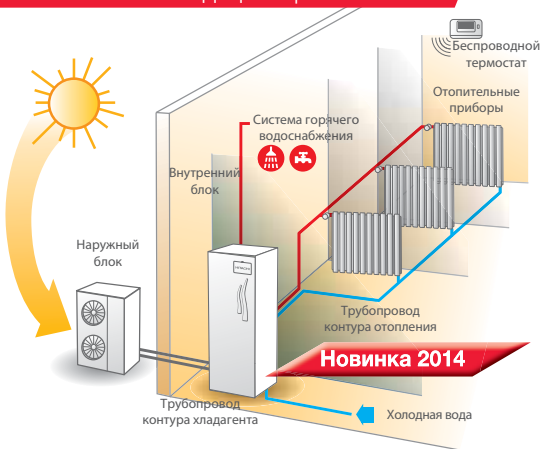 Беспроводной
термостат
Отопительные
приборы
Система горячего
водоснабжения
Внутренний
блок
Наружный
блок
HITACHI
Трубопровод
контура отопления
Новинка 2014
Трубопровод
контура хладагента
Холодная вода